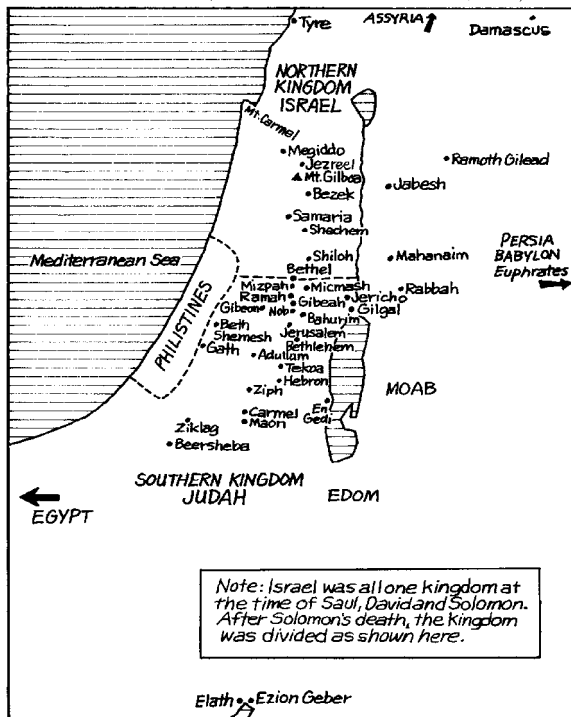 ASSYRIA
Tyre
Damascus
NORTHERN
KINGDOM
ISRAEL
Mt. Carmel
Megiddo
Jezreel
Mt. Gilboa
Ramoth Gilead
Bezek
Jabesh
Samaria
Shechem
Mediterranean Sea
Shiloh
Mahanaim
PERSIA
BABYLON
Euphrates
Bethel
Mizpah
Micmash
Ramah
Gibeah
Jericho
Rabbah
Gibeon
Nob
Bahurim
Gilgal
PHILISTINES
Beth
Shemesh
Jerusalem
Gath
Bethlehem
Adullam
Tekoa
Hebron
Ziph
MOAB
En
Gedi
Carmel
Maon
Ziklag
Beersheba
SOUTHERN KINGDOM
JUDAH
EDOM
EGYPT
Note: Israel was all one kingdom at
the time of Saul, David and Solomon.
After Solomon's death, the kingdom
was divided as shown here.
Elath
Ezion Geber